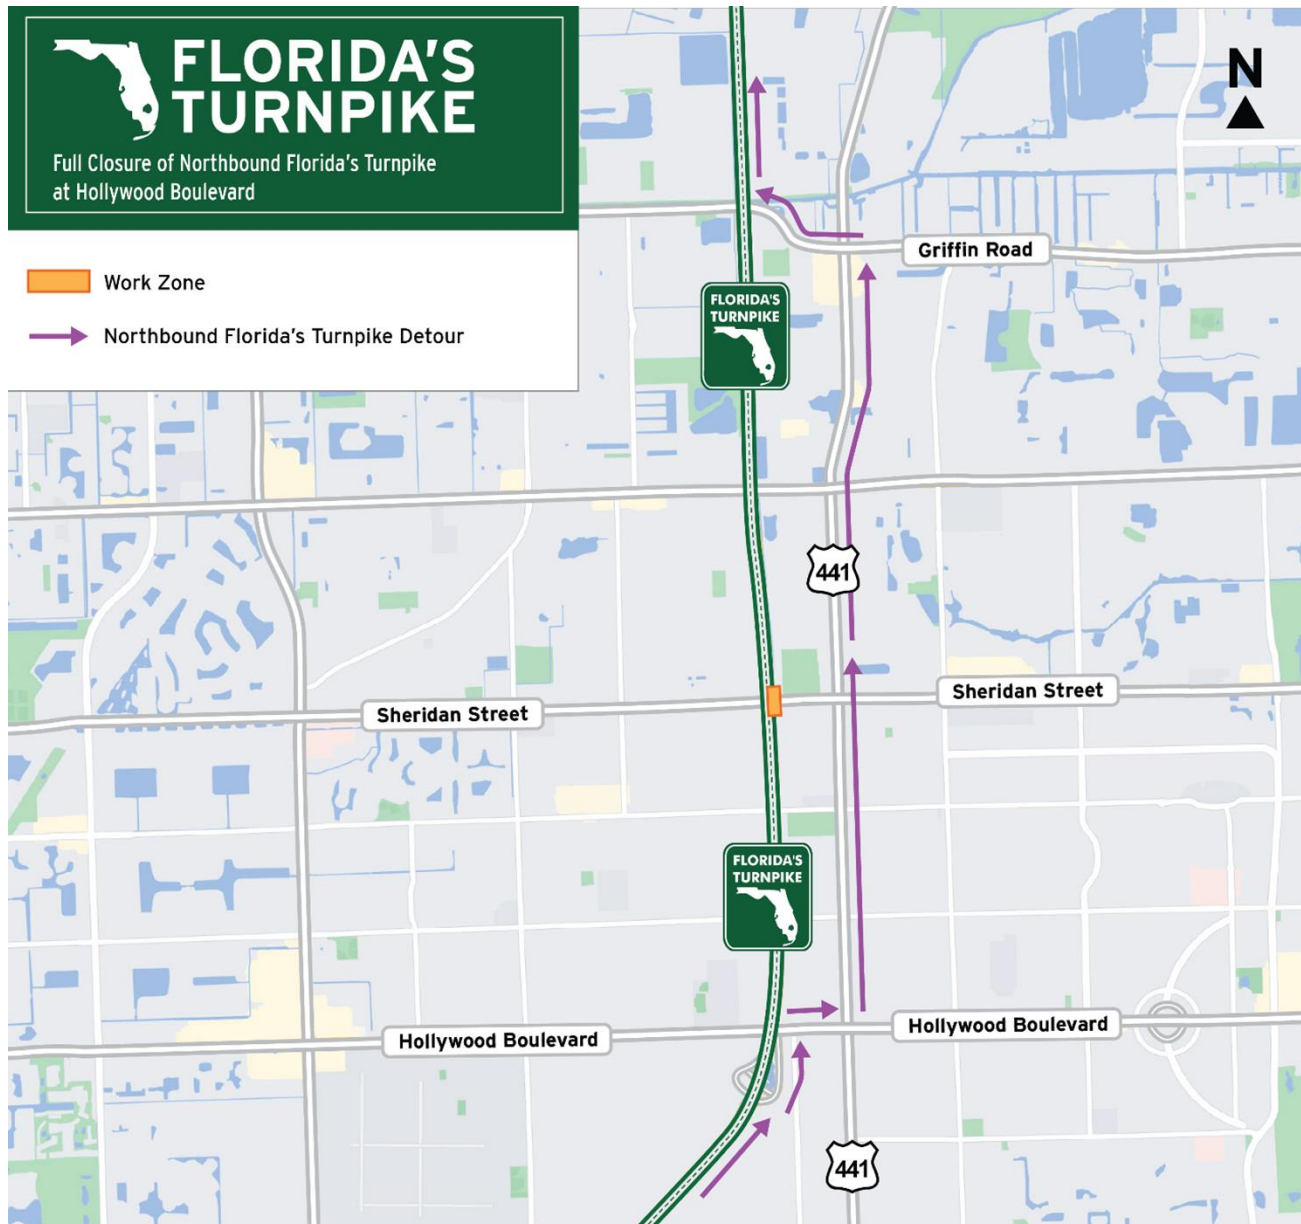 FLORIDA'S
TURNPIKE
Full Closure of Northbound Florida's Turnpike
at Hollywood Boulevard
N
Work Zone
Northbound Florida's Turnpike Detour
Griffin Road
FLORIDA'S
TURNPIKE
441
Sheridan Street
Sheridan Street
FLORIDA'S
TURNPIKE
Hollywood Boulevard
Hollywood Boulevard
441